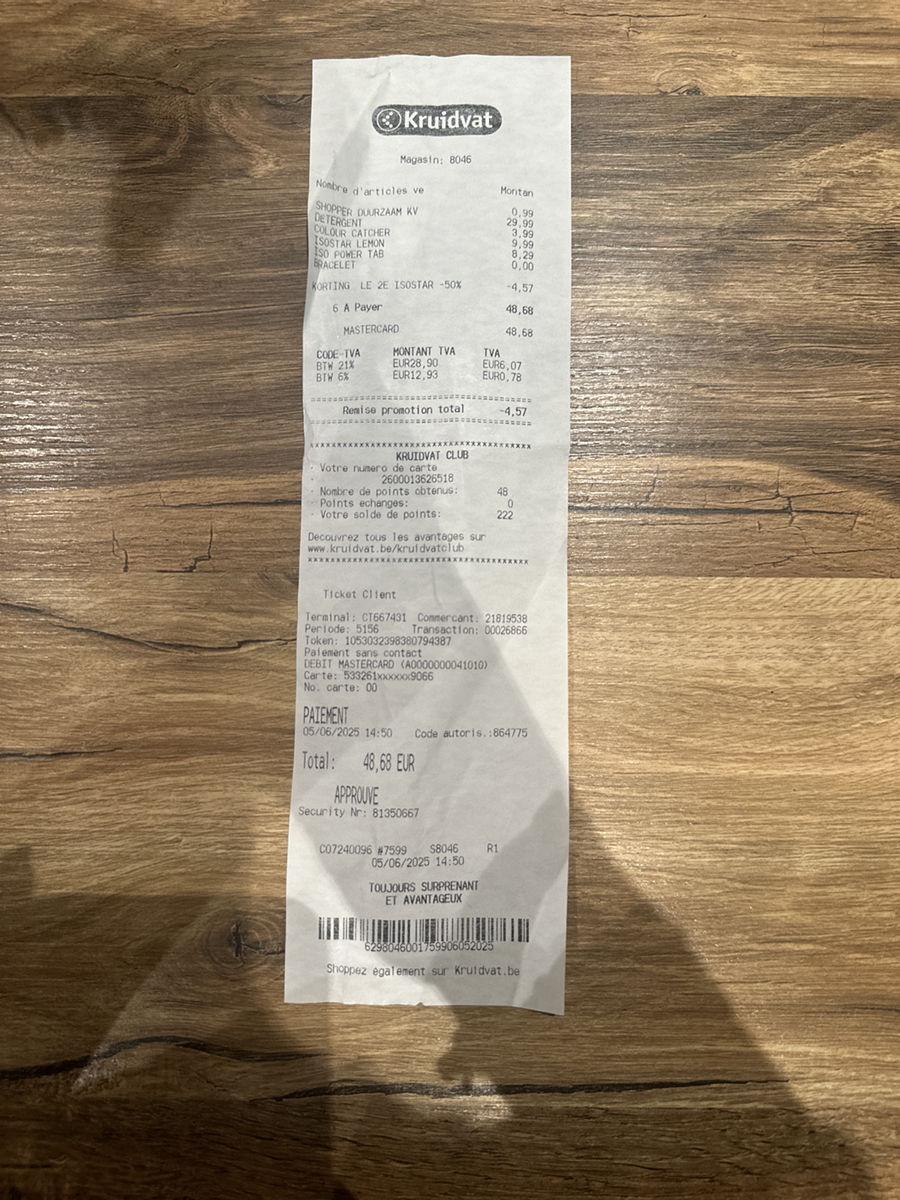 Kruidvat
Magasin: 8046
Nombre d'articles ve Montan
SHOPPER DUURZAAM KV 0,99
DETERGENT 29,99
COLOUR CATCHER 3,99
ISOSTAR LEMON 9,99
ISO POWER TAB 8,29
BRACELET 0,00
KORTING LE 2E ISOSTAR -50% -4,57
6 A Payer 48,68
MASTERCARD 48,68
CODE-TVA MONTANT TVA TVA
BTW 21% EUR28,90 EUR6,07
BTW 6% EUR12,93 EUR0,78
Remise promotion total -4,57
KRUIDVAT CLUB
Votre numero de carte
2600013626518
Nombre de points obtenus: 48
Points echanges: 0
Votre solde de points: 222
Decouvrez tous les avantages sur
www.kruidvat.be/kruidvatclub
Ticket Client
Terminal: CT667431 Commercant: 21819538
Periode: 5156 Transaction: 00026866
Token: 1053032398380794387
Paiement sans contact
DEBIT MASTERCARD (A0000000041010)
Carte: 533261xxxxxx9066
No. carte: 00
PAIEMENT
05/06/2025 14:50 Code autoris.:864775
Total: 48,68 EUR
APPROUVE
Security Nr: 81350667
C07240096 #7599 S8046 R1
05/06/2025 14:50
TOUJOURS SURPRENANT
ET AVANTAGEUX
6298046001759906052025
Shoppez également sur Kruidvat.be